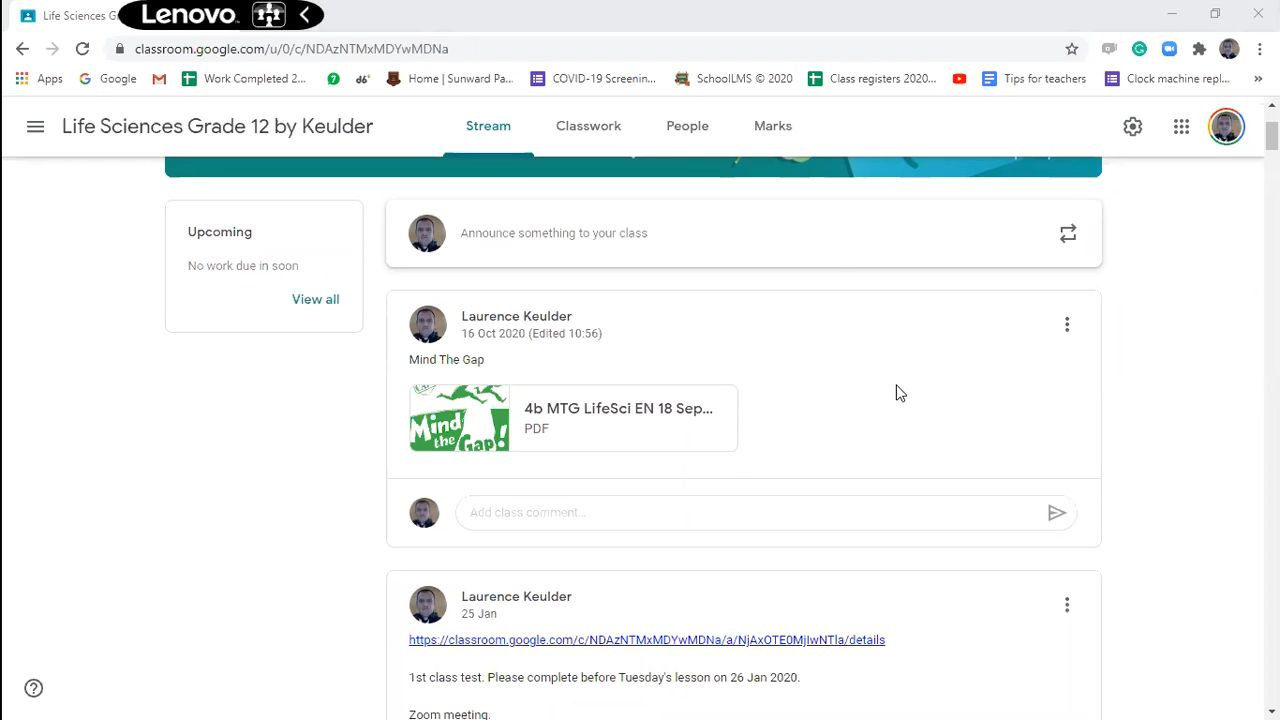 Life Sciences G
Lenovo
classroom.google.com/u/0/c/NDAzNTMxMDYwMDNa
Apps Google Work Completed 2... Home | Sunward Pa... COVID-19 Screenin... SchoolLMS © 2020 Class registers 2020... Tips for teachers Clock machine repl... »
Life Sciences Grade 12 by Keulder Stream Classwork People Marks
Upcoming
No work due in soon
View all
Announce something to your class
Laurence Keulder
16 Oct 2020 (Edited 10:56)
Mind The Gap
Mind the Gap!
4b MTG LifeSci EN 18 Sep...
PDF
Add class comment...
Laurence Keulder
25 Jan
https://classroom.google.com/c/NDAzNTMxMDYwMDNa/a/NjAxOTE0MjIwNTla/details
1st class test. Please complete before Tuesday's lesson on 26 Jan 2020.
Zoom meeting.